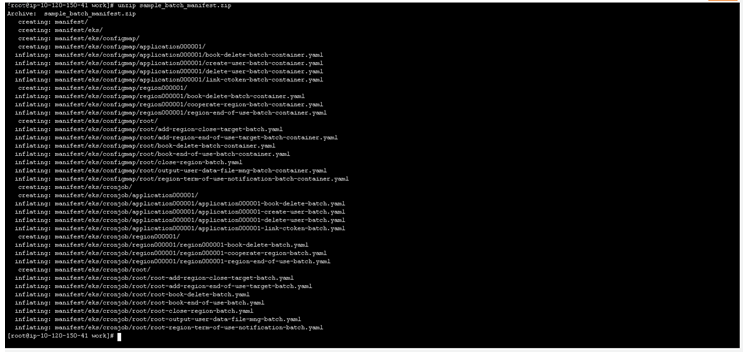 [root@ip-10-120-150-41 work]# unzip sample_batch_manifest.zip
Archive:  sample_batch_manifest.zip
   creating: manifest/
   creating: manifest/eks/
   creating: manifest/eks/configmap/
   creating: manifest/eks/configmap/application000001/
  inflating: manifest/eks/configmap/application000001/book-delete-batch-container.yaml
  inflating: manifest/eks/configmap/application000001/create-user-batch-container.yaml
  inflating: manifest/eks/configmap/application000001/delete-user-batch-container.yaml
  inflating: manifest/eks/configmap/application000001/link-ctoken-batch-container.yaml
   creating: manifest/eks/configmap/region000001/
  inflating: manifest/eks/configmap/region000001/book-delete-batch-container.yaml
  inflating: manifest/eks/configmap/region000001/cooperate-region-batch-container.yaml
  inflating: manifest/eks/configmap/region000001/region-end-of-use-batch-container.yaml
   creating: manifest/eks/configmap/root/
  inflating: manifest/eks/configmap/root/add-region-close-target-batch.yaml
  inflating: manifest/eks/configmap/root/add-region-end-of-use-target-batch-container.yaml
  inflating: manifest/eks/configmap/root/book-delete-batch-container.yaml
  inflating: manifest/eks/configmap/root/book-end-of-use-batch-container.yaml
  inflating: manifest/eks/configmap/root/close-region-batch.yaml
  inflating: manifest/eks/configmap/root/output-user-data-file-mng-batch-container.yaml
  inflating: manifest/eks/configmap/root/region-term-of-use-notification-batch-container.yaml
   creating: manifest/eks/cronjob/
   creating: manifest/eks/cronjob/application000001/
  inflating: manifest/eks/cronjob/application000001/application000001-book-delete-batch.yaml
  inflating: manifest/eks/cronjob/application000001/application000001-create-user-batch.yaml
  inflating: manifest/eks/cronjob/application000001/application000001-delete-user-batch.yaml
  inflating: manifest/eks/cronjob/application000001/application000001-link-ctoken-batch.yaml
   creating: manifest/eks/cronjob/region000001/
  inflating: manifest/eks/cronjob/region000001/region000001-book-delete-batch.yaml
  inflating: manifest/eks/cronjob/region000001/region000001-cooperate-region-batch.yaml
  inflating: manifest/eks/cronjob/region000001/region000001-region-end-of-use-batch.yaml
   creating: manifest/eks/cronjob/root/
  inflating: manifest/eks/cronjob/root/root-add-region-close-target-batch.yaml
  inflating: manifest/eks/cronjob/root/root-add-region-end-of-use-target-batch.yaml
  inflating: manifest/eks/cronjob/root/root-book-delete-batch.yaml
  inflating: manifest/eks/cronjob/root/root-book-end-of-use-batch.yaml
  inflating: manifest/eks/cronjob/root/root-close-region-batch.yaml
  inflating: manifest/eks/cronjob/root/root-output-user-data-file-mng-batch.yaml
  inflating: manifest/eks/cronjob/root/root-region-term-of-use-notification-batch.yaml
[root@ip-10-120-150-41 work]#